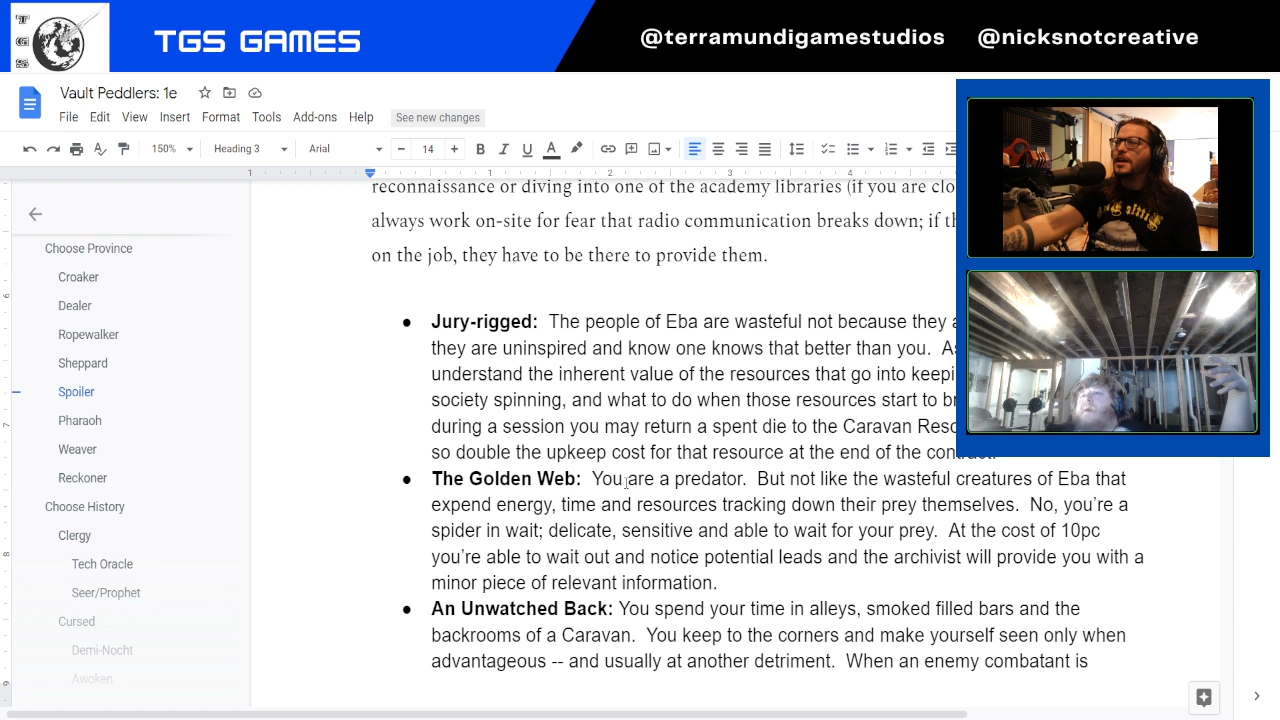 T
G
S
TGS GAMES
@terramundigamestudios
@nicksnotcreative
Vault Peddlers: 1e
File Edit View Insert Format Tools Add-ons Help
See new changes
150% Heading 3 Arial 14 B I U A
1 1 2 3 4
Choose Province
Croaker
Dealer
Ropewalker
Sheppard
Spoiler
Pharaoh
Weaver
Reckoner
Choose History
Clergy
Tech Oracle
Seer/Prophet
Cursed
Demi-Nocht
Awoken
reconnaissance or diving into one of the academy libraries (if you are clo
always work on-site for fear that radio communication breaks down; if th
on the job, they have to be there to provide them.
● Jury-rigged: The people of Eba are wasteful not because they a
they are uninspired and know one knows that better than you. As
understand the inherent value of the resources that go into keepi
society spinning, and what to do when those resources start to br
during a session you may return a spent die to the Caravan Reso
so double the upkeep cost for that resource at the end of the contract.
● The Golden Web: You are a predator. But not like the wasteful creatures of Eba that
expend energy, time and resources tracking down their prey themselves. No, you're a
spider in wait; delicate, sensitive and able to wait for your prey. At the cost of 10pc
you're able to wait out and notice potential leads and the archivist will provide you with a
minor piece of relevant information.
● An Unwatched Back: You spend your time in alleys, smoked filled bars and the
backrooms of a Caravan. You keep to the corners and make yourself seen only when
advantageous -- and usually at another detriment. When an enemy combatant is